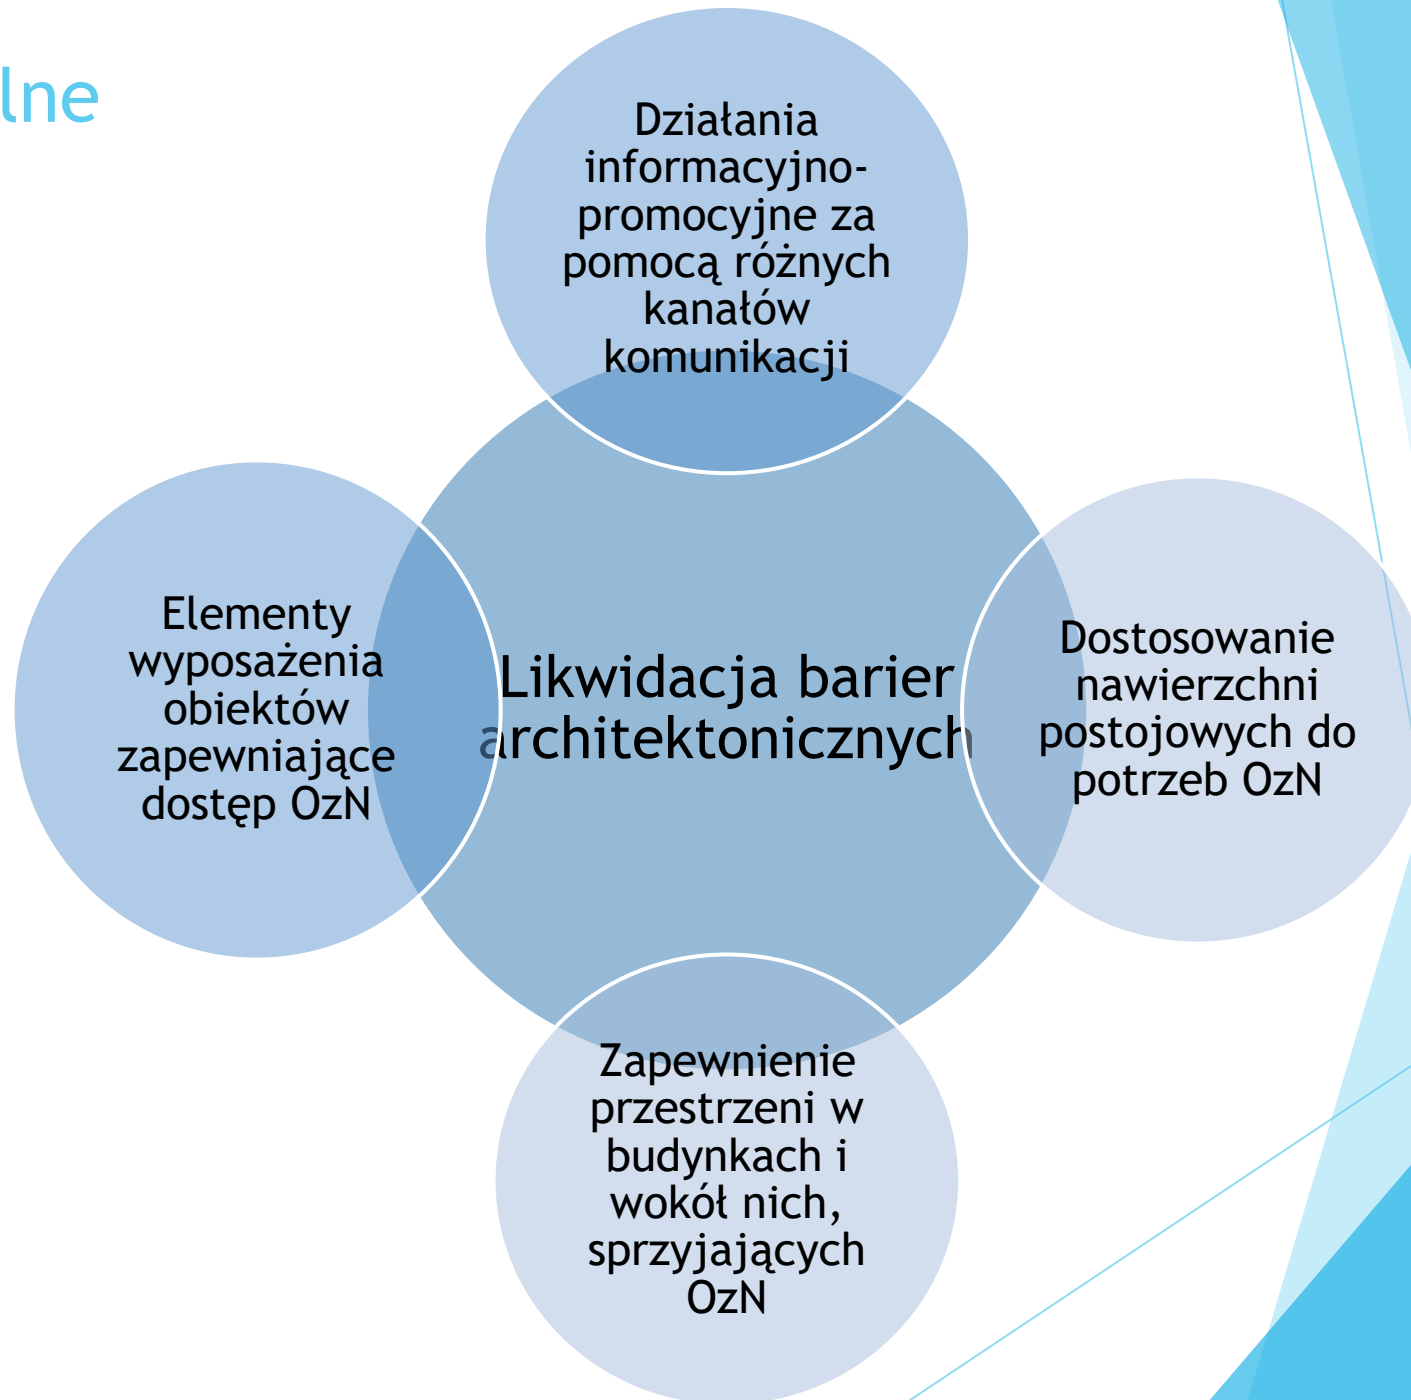 lne
Działania
informacyjno-
promocyjne za
pomocą różnych
kanałów
komunikacji
Elementy
wyposażenia
obiektów
zapewniające
dostęp OzN
Likwidacja barier
architektonicznych
Dostosowanie
nawierzchni
postojowych do
potrzeb OzN
Zapewnienie
przestrzeni w
budynkach i
wokół nich,
sprzyjających
OzN